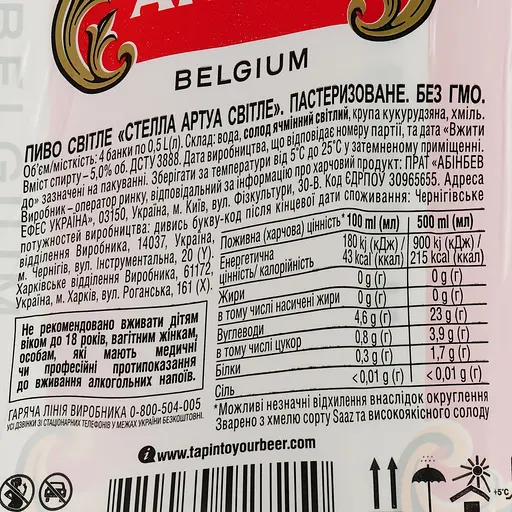 BELGIUM
ПИВО СВІТЛЕ «СТЕЛЛА АРТУА СВІТЛЕ». ПАСТЕРИЗОВАНЕ. БЕЗ ГМО.
Об'єм/місткість: 4 банки по 0,5 L(л). Склад: вода, солод ячмінний світлий, крупа кукурудзяна, хміль.
Вміст спирту – 5,0% об. ДСТУ 3888. Дата виробництва, що відповідає номеру партії, та дата «Вжити
до» зазначені на пакуванні. Зберігати за температури від 5°С до 25°С у затемненому приміщенні.
Виробник – оператор ринку, відповідальний за інформацію про харчовий продукт: ПРАТ «АБІНБЕВ
ЕФЕС УКРАЇНА», 03150, Україна, м. Київ, вул. Фізкультури, 30-В. Код ЄДРПОУ 30965655. Адреса
потужностей виробництва: дивись букву-код після кінцевої дати споживання: Чернігівське
відділення Виробника, 14037, Україна,
м. Чернігів, вул. Інструментальна, 20 (Y)
Харківське відділення Виробника, 61172,
Україна, м. Харків, вул. Роганська, 161 (X).
Поживна (харчова) цінність* 100 ml (мл) 500 ml (мл)
Енергетична цінність/ калорійність 180 kj (кДж) / 43 kcal (ккал) 900 kj (кДж) / 215 kcal (ккал)
Жири 0 g (г) 0 g (г)
в тому числі насичені жири 0 g (г) 0 g (г)
Вуглеводи 4,6 g (г) 23 g (г)
в тому числі цукор 0,8 g (г) 3,9 g (г)
Білки 0,3 g (г) 1,7 g (г)
Сіль <0,01 g (г) <0,01 g (г)
*Можливі незначні відхилення внаслідок округлення
Зварено з хмелю сорту Saaz та високоякісного солоду
Не рекомендовано вживати дітям
віком до 18 років, вагітним жінкам,
особам, які мають медичні
чи професійні протипоказання
до вживання алкогольних напоїв.
ГАРЯЧА ЛІНІЯ ВИРОБНИКА 0-800-504-005
УСІ ДЗВІНКИ ЗІ СТАЦІОНАРНИХ ТЕЛЕФОНІВ У МЕЖАХ УКРАЇНИ БЕЗКОШТОВНІ.
www.tapintoyourbeer.com
+5°C